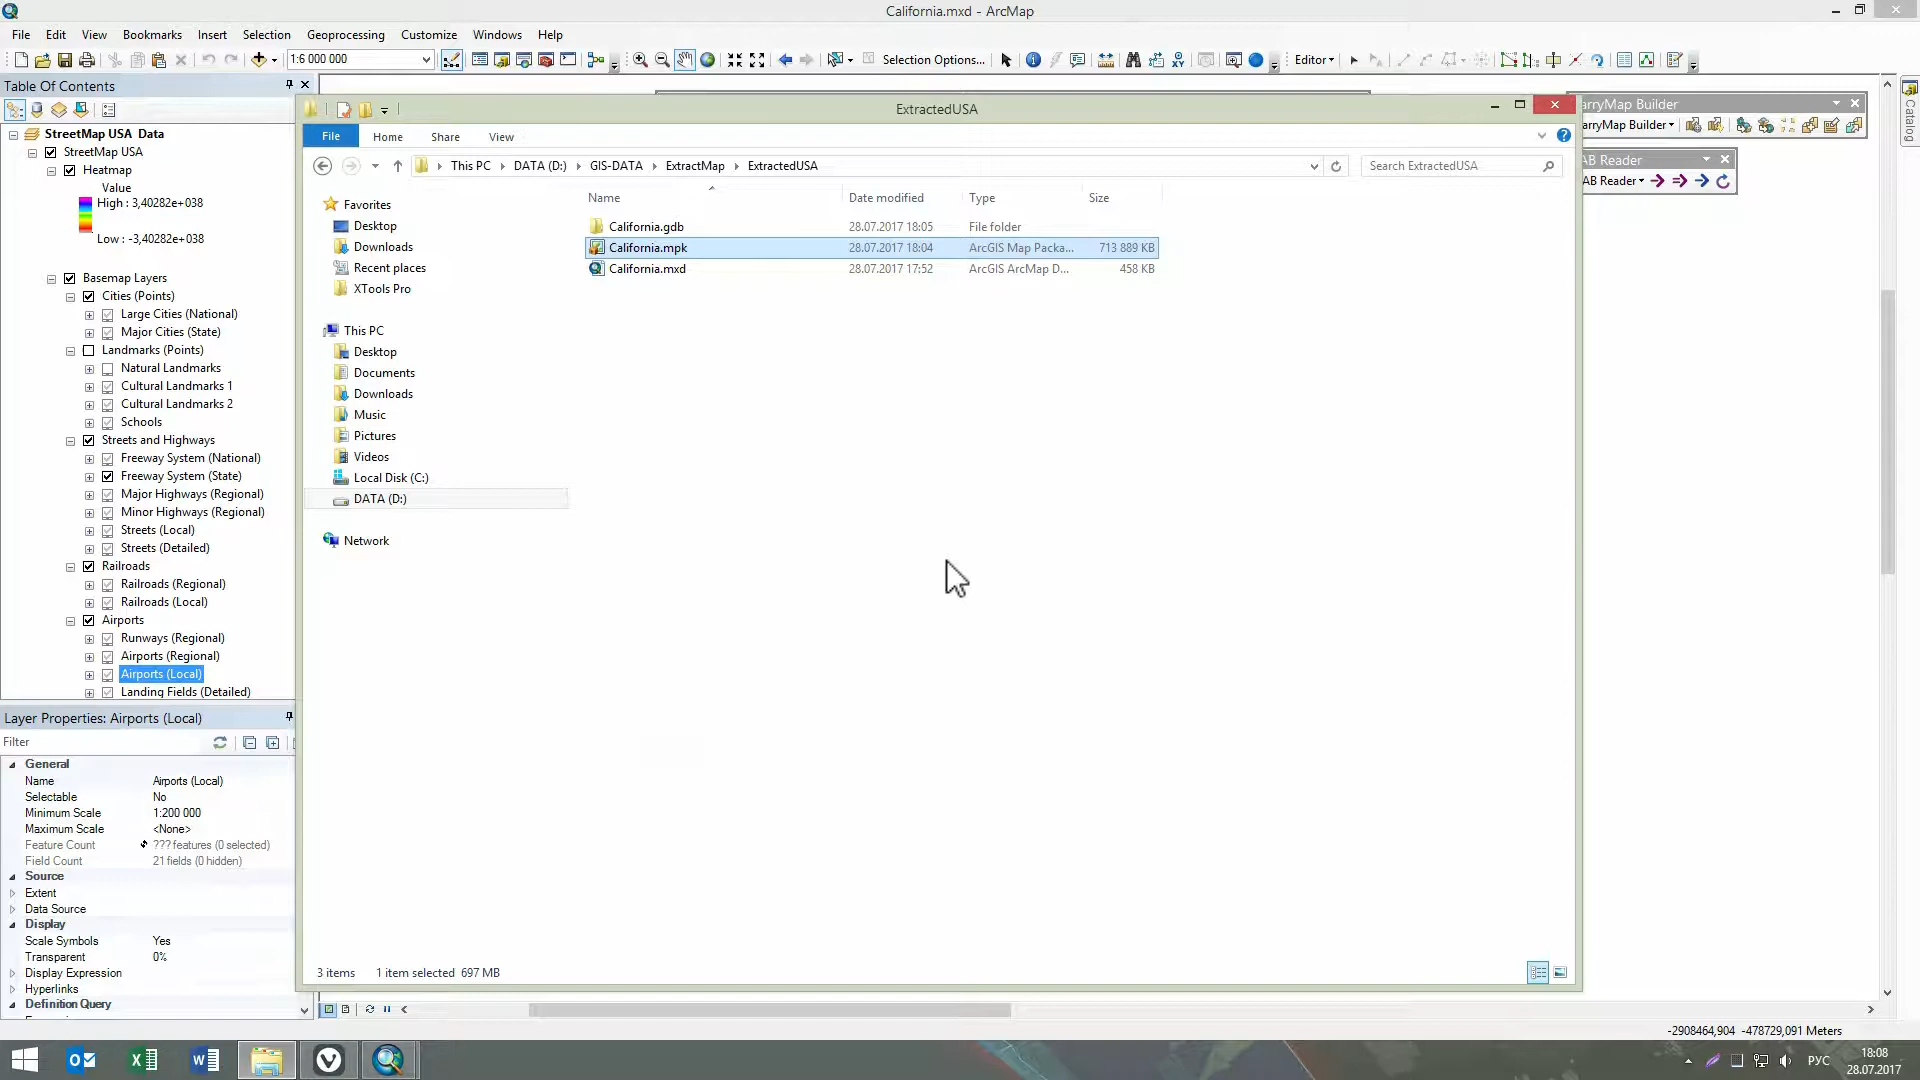 California.mxd - ArcMap
File Edit View Bookmarks Insert Selection Geoprocessing Customize Windows Help
1:6 000 000
Selection Options...
Editor
Table Of Contents
StreetMap USA Data
StreetMap USA
Heatmap
Value
High : 3,40282e+038
Low : -3,40282e+038
Basemap Layers
Cities (Points)
Large Cities (National)
Major Cities (State)
Landmarks (Points)
Natural Landmarks
Cultural Landmarks 1
Cultural Landmarks 2
Schools
Streets and Highways
Freeway System (National)
Freeway System (State)
Major Highways (Regional)
Minor Highways (Regional)
Streets (Local)
Streets (Detailed)
Railroads
Railroads (Regional)
Railroads (Local)
Airports
Runways (Regional)
Airports (Regional)
Airports (Local)
Landing Fields (Detailed)
Layer Properties: Airports (Local)
Filter
General
Name Airports (Local)
Selectable No
Minimum Scale 1:200 000
Maximum Scale <None>
Feature Count ??? features (0 selected)
Field Count 21 fields (0 hidden)
Source
Extent
Data Source
Display
Scale Symbols Yes
Transparent 0%
Display Expression
Hyperlinks
Definition Query
ExtractedUSA
File Home Share View
This PC DATA (D:) GIS-DATA ExtractMap ExtractedUSA
Search ExtractedUSA
Name Date modified Type Size
California.gdb 28.07.2017 18:05 File folder
California.mpk 28.07.2017 18:04 ArcGIS Map Packa... 713 889 KB
California.mxd 28.07.2017 17:52 ArcGIS ArcMap D... 458 KB
Favorites
Desktop
Downloads
Recent places
XTools Pro
This PC
Desktop
Documents
Downloads
Music
Pictures
Videos
Local Disk (C:)
DATA (D:)
Network
3 items 1 item selected 697 MB
arryMap Builder
arryMap Builder
AB Reader
AB Reader
Catalog
-2908464,904 -478729,091 Meters
РУС
18:08
28.07.2017